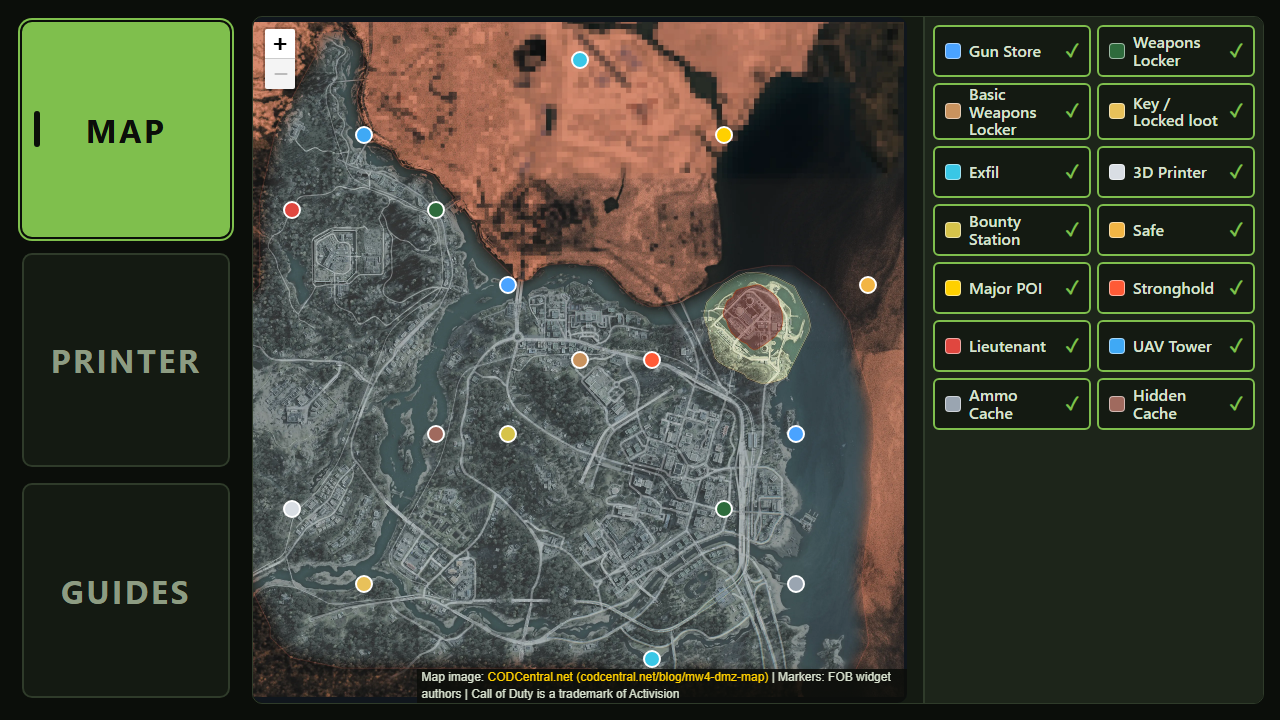 MAP
PRINTER
GUIDES
+
−
Map image: CODCentral.net (codcentral.net/blog/mw4-dmz-map) | Markers: FOB widget
authors | Call of Duty is a trademark of Activision
Gun Store ✓
Weapons
Locker ✓
Basic
Weapons
Locker ✓
Key /
Locked loot ✓
Exfil ✓
3D Printer ✓
Bounty
Station ✓
Safe ✓
Major POI ✓
Stronghold ✓
Lieutenant ✓
UAV Tower ✓
Ammo
Cache ✓
Hidden
Cache ✓